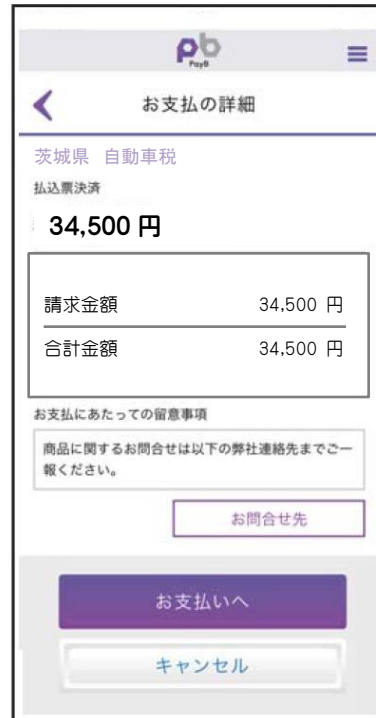 pb
PayB
お支払の詳細
茨城県 自動車税
払込票決済
34,500 円
請求金額 34,500 円
合計金額 34,500 円
お支払にあたっての留意事項
商品に関するお問合せは以下の弊社連絡先までご一
報ください。
お問合せ先
お支払いへ
キャンセル